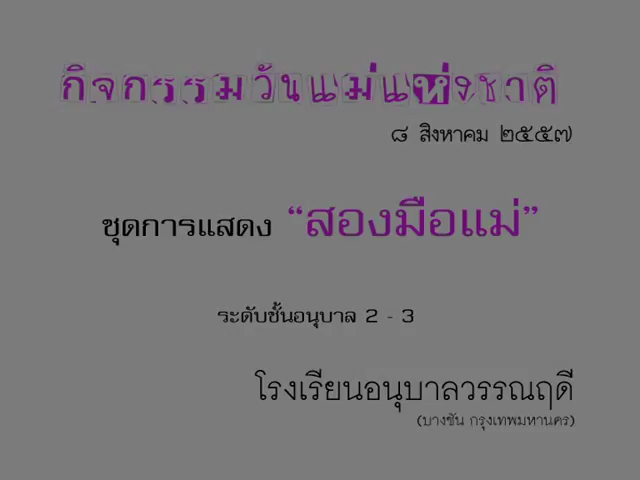 กิจกรรมวันแม่แห่งชาติ
๘ สิงหาคม ๒๕๕๗
ชุดการแสดง “สองมือแม่”
ระดับชั้นอนุบาล 2 - 3
โรงเรียนอนุบาลวรรณฤดี
(บางชัน กรุงเทพมหานคร)